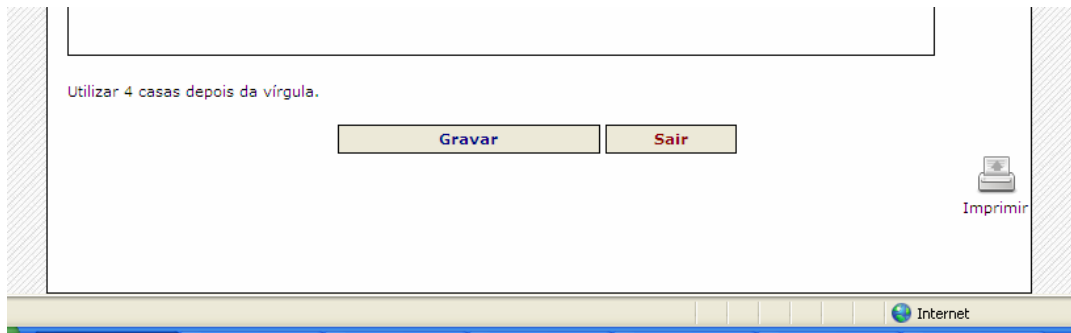 Utilizar 4 casas depois da vírgula.
Gravar
Sair
Imprimir
Internet